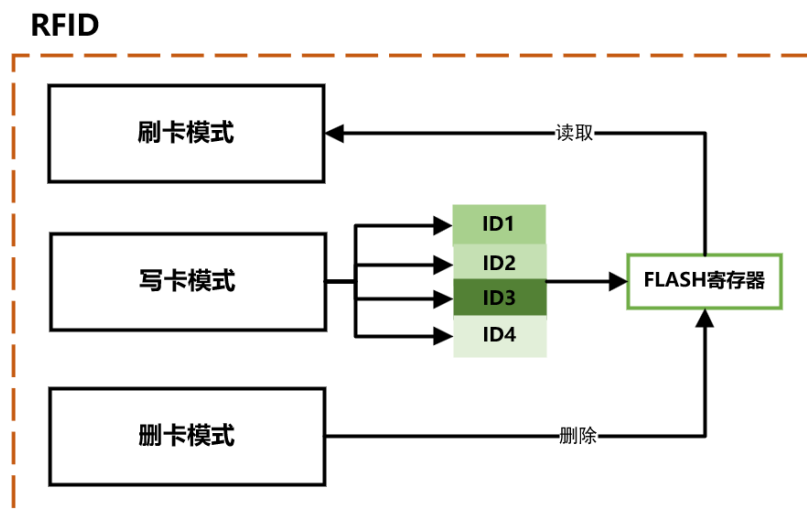 RFID
刷卡模式
读取
写卡模式
ID1
ID2
ID3
ID4
FLASH寄存器
删卡模式
删除